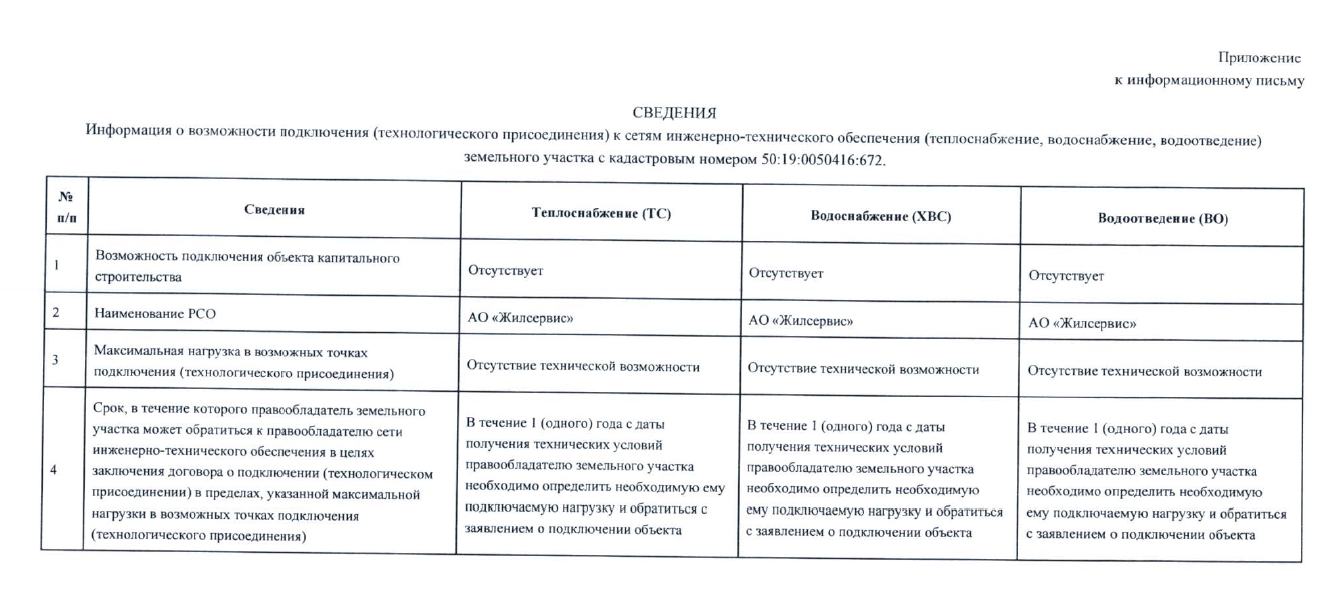 Приложение
к информационному письму
СВЕДЕНИЯ
Информация о возможности подключения (технологического присоединения) к сетям инженерно-технического обеспечения (теплоснабжение, водоснабжение, водоотведение)
земельного участка с кадастровым номером 50:19:0050416:672.
№
п/п
Сведения
Теплоснабжение (ТС)
Водоснабжение (ХВС)
Водоотведение (ВО)
1
Возможность подключения объекта капитального
строительства
Отсутствует
Отсутствует
Отсутствует
2
Наименование РСО
АО «Жилсервис»
АО «Жилсервис»
АО «Жилсервис»
3
Максимальная нагрузка в возможных точках
подключения (технологического присоединения)
Отсутствие технической возможности
Отсутствие технической возможности
Отсутствие технической возможности
4
Срок, в течение которого правообладатель земельного
участка может обратиться к правообладателю сети
инженерно-технического обеспечения в целях
заключения договора о подключении (технологическом
присоединении) в пределах, указанной максимальной
нагрузки в возможных точках подключения
(технологического присоединения)
В течение 1 (одного) года с даты
получения технических условий
правообладателю земельного участка
необходимо определить необходимую ему
подключаемую нагрузку и обратиться с
заявлением о подключении объекта
В течение 1 (одного) года с даты
получения технических условий
правообладателю земельного участка
необходимо определить необходимую
ему подключаемую нагрузку и обратиться
с заявлением о подключении объекта
В течение 1 (одного) года с даты
получения технических условий
правообладателю земельного участка
необходимо определить необходимую
ему подключаемую нагрузку и обратиться
с заявлением о подключении объекта